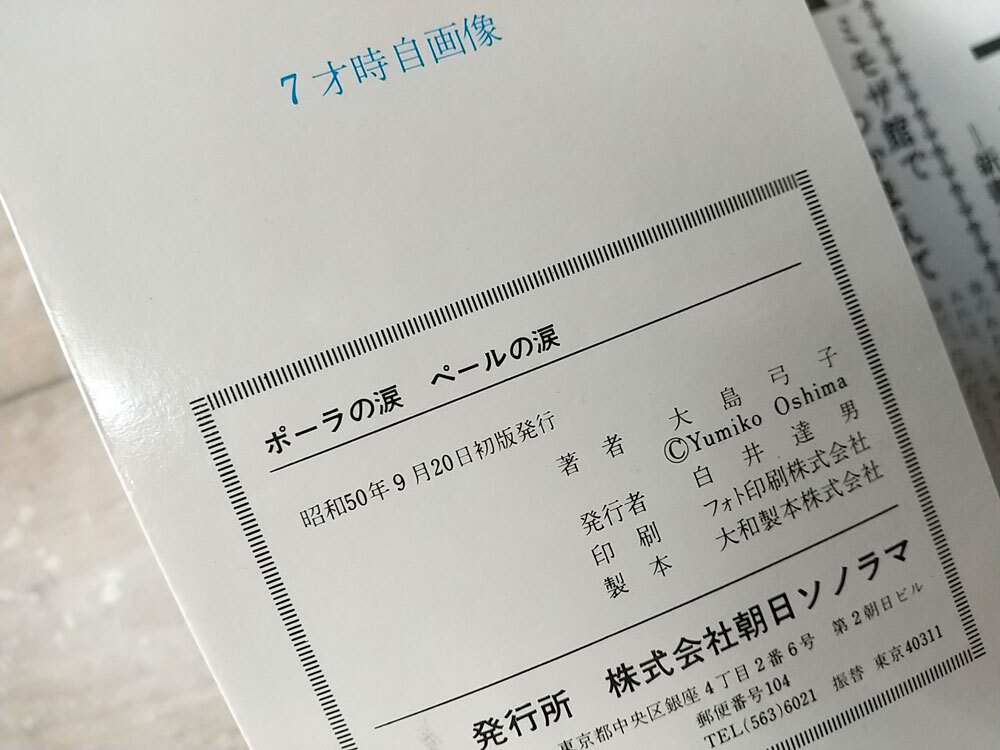 7才時自画像
ポーラの涙　ペールの涙
昭和50年9月20日初版発行
著者　大島弓子
©Yumiko Oshima
発行者　白井達男
印刷　フォト印刷株式会社
製本　大和製本株式会社
発行所　株式会社朝日ソノラマ
東京都中央区銀座4丁目2番6号　第2朝日ビル
郵便番号104
TEL(563)6021　振替　東京40311
ミモザ館で
つかまえて